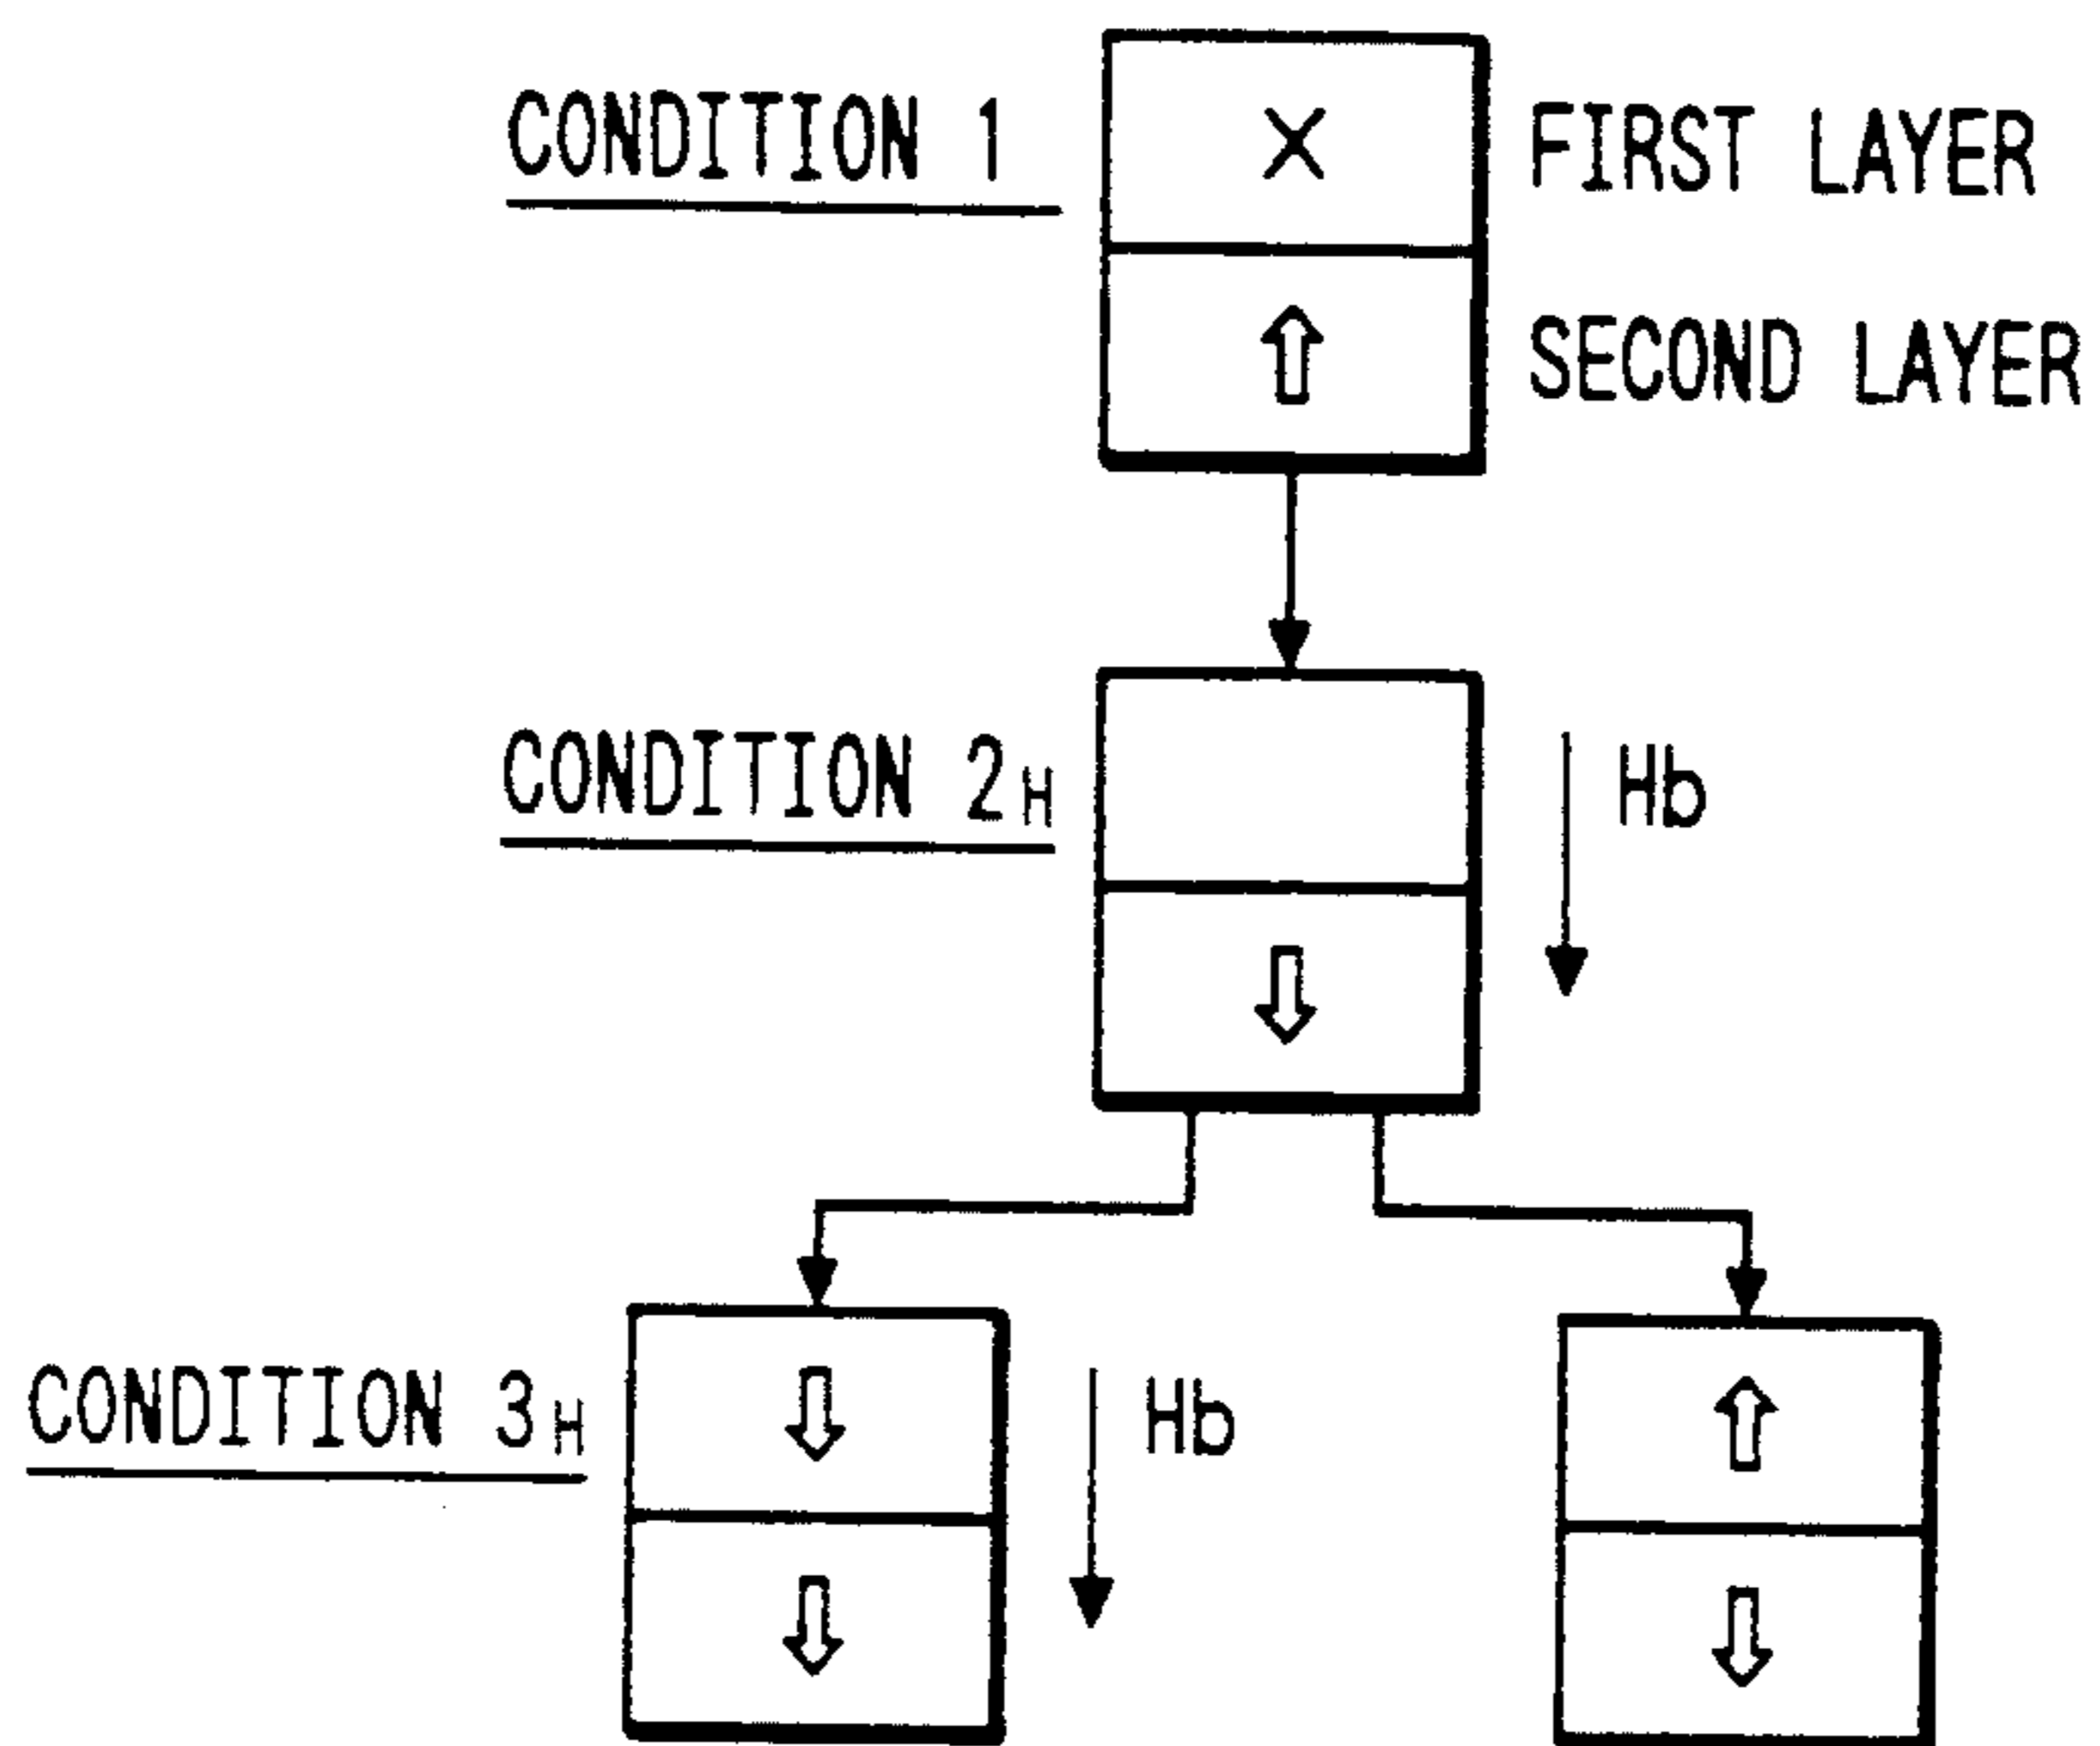 CONDITION 1
FIRST LAYER
SECOND LAYER
CONDITION 2H
Hb
CONDITION 3H
Hb